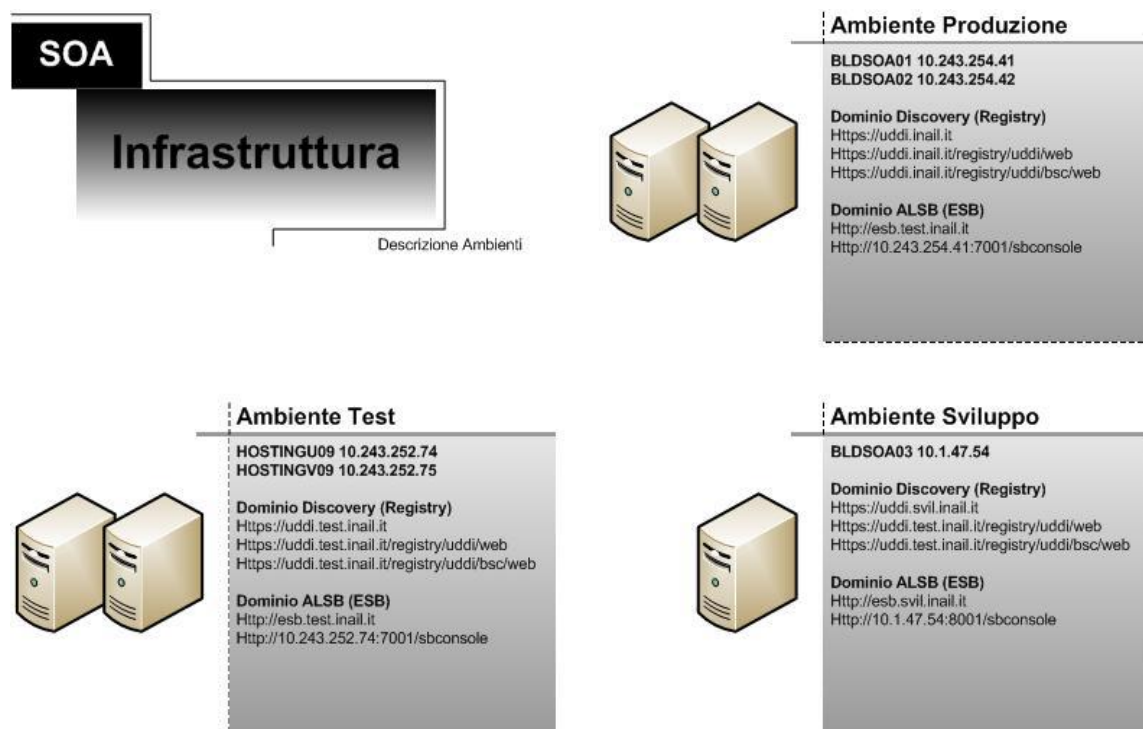 SOA
Infrastruttura
Descrizione Ambienti
Ambiente Produzione
BLDSOA01 10.243.254.41
BLDSOA02 10.243.254.42
Dominio Discovery (Registry)
Https://uddi.inail.it
Https://uddi.inail.it/registry/uddi/web
Https://uddi.inail.it/registry/uddi/bsc/web
Dominio ALSB (ESB)
Http://esb.test.inail.it
Http://10.243.254.41:7001/sbconsole
Ambiente Test
HOSTINGU09 10.243.252.74
HOSTINGV09 10.243.252.75
Dominio Discovery (Registry)
Https://uddi.test.inail.it
Https://uddi.test.inail.it/registry/uddi/web
Https://uddi.test.inail.it/registry/uddi/bsc/web
Dominio ALSB (ESB)
Http://esb.test.inail.it
Http://10.243.252.74:7001/sbconsole
Ambiente Sviluppo
BLDSOA03 10.1.47.54
Dominio Discovery (Registry)
Https://uddi.svil.inail.it
Https://uddi.test.inail.it/registry/uddi/web
Https://uddi.test.inail.it/registry/uddi/bsc/web
Dominio ALSB (ESB)
Http://esb.svil.inail.it
Http://10.1.47.54:8001/sbconsole